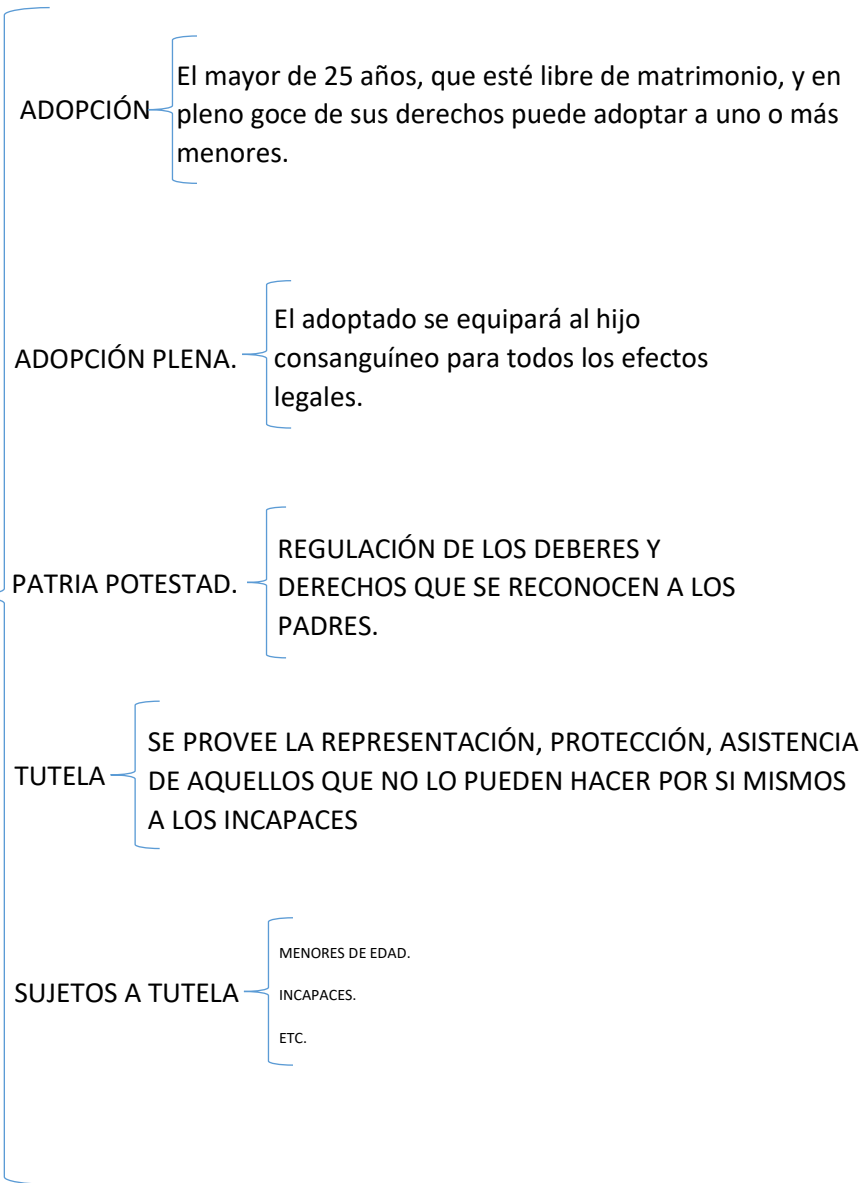 ADOPCIÓN
El mayor de 25 años, que esté libre de matrimonio, y en
pleno goce de sus derechos puede adoptar a uno o más
menores.
ADOPCIÓN PLENA.
El adoptado se equipará al hijo
consanguíneo para todos los efectos
legales.
PATRIA POTESTAD.
REGULACIÓN DE LOS DEBERES Y
DERECHOS QUE SE RECONOCEN A LOS
PADRES.
TUTELA
SE PROVEE LA REPRESENTACIÓN, PROTECCIÓN, ASISTENCIA
DE AQUELLOS QUE NO LO PUEDEN HACER POR SI MISMOS
A LOS INCAPACES
SUJETOS A TUTELA
MENORES DE EDAD.
INCAPACES.
ETC.